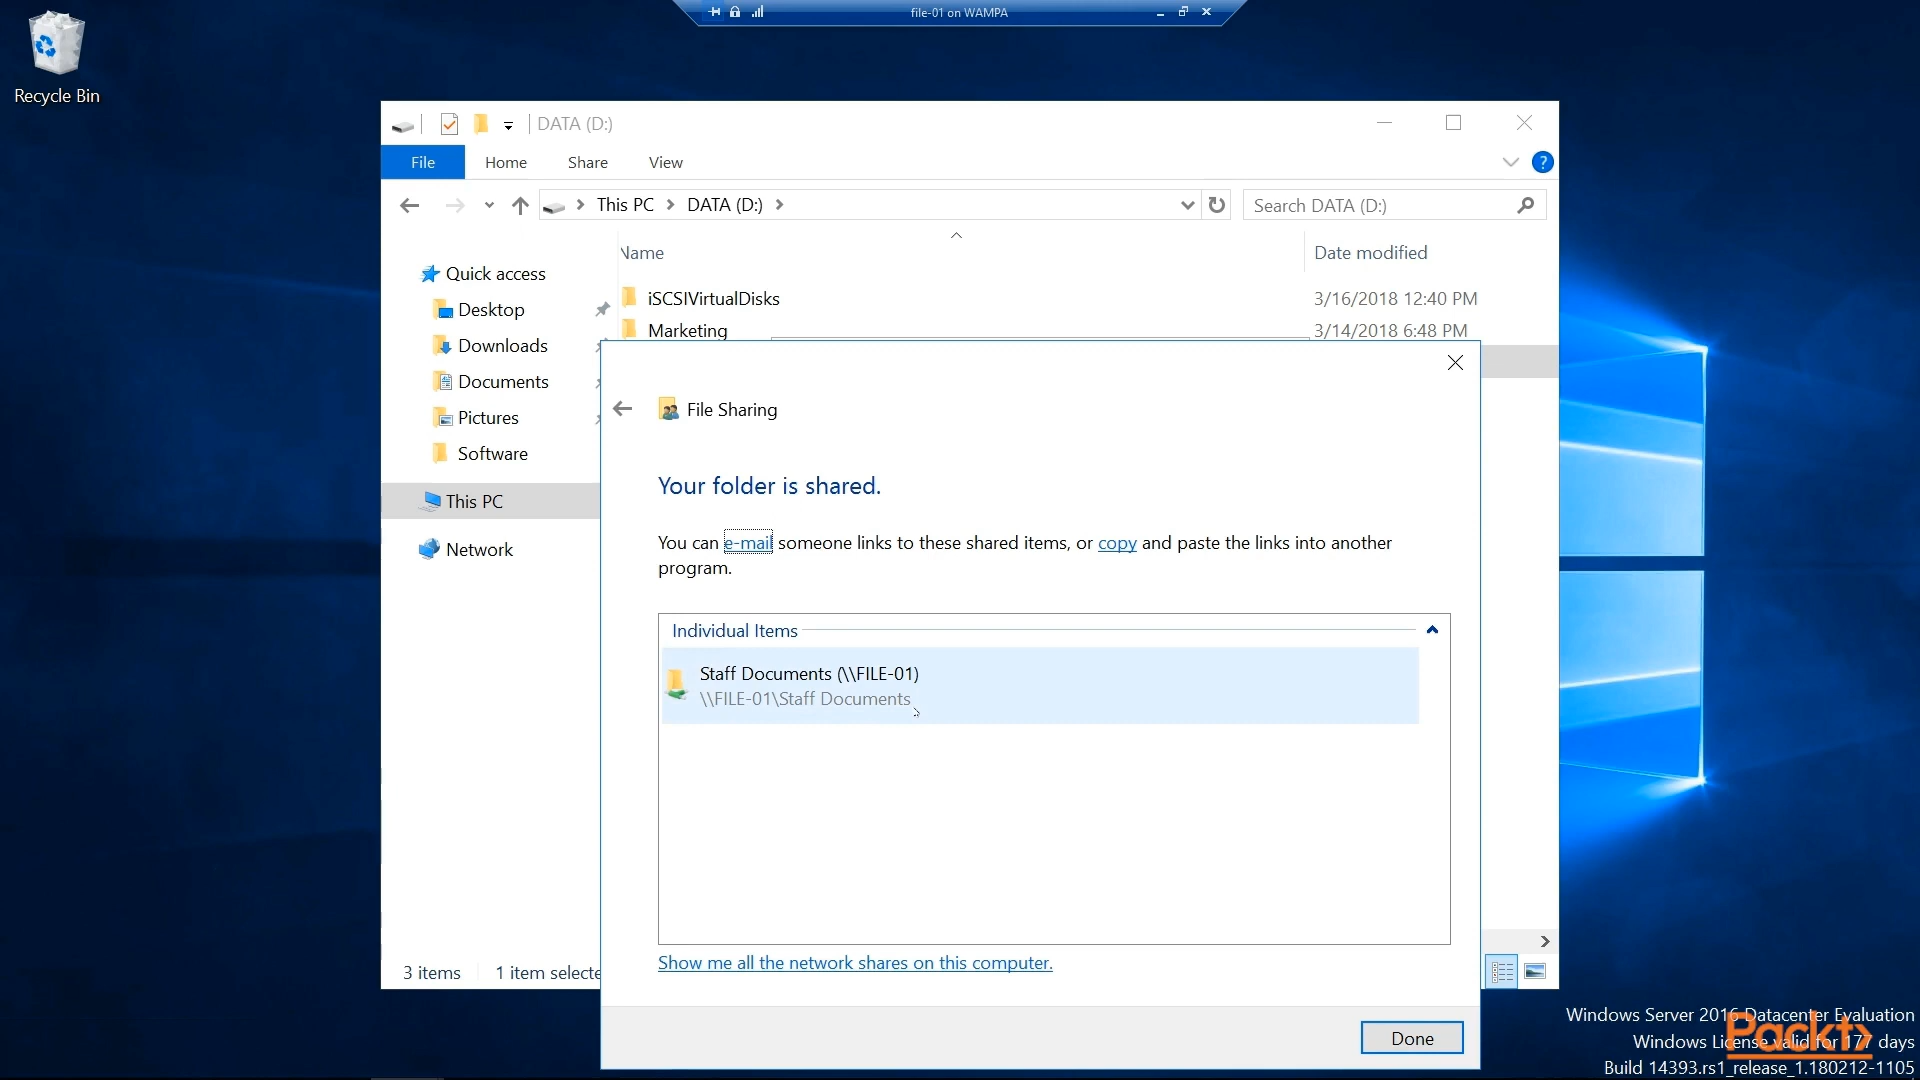 file-01 on WAMPA
Recycle Bin
DATA (D:)
File Home Share View
This PC DATA (D:)
Search DATA (D:)
Name Date modified
Quick access
Desktop
Downloads
Documents
Pictures
Software
This PC
Network
iSCSIVirtualDisks 3/16/2018 12:40 PM
Marketing 3/14/2018 6:48 PM
File Sharing
Your folder is shared.
You can e-mail someone links to these shared items, or copy and paste the links into another
program.
Individual Items
Staff Documents (\\FILE-01)
\\FILE-01\Staff Documents
Show me all the network shares on this computer.
3 items 1 item selecte
Done
Windows Server 2016 Datacenter Evaluation
Windows License valid for 177 days
Build 14393.rs1_release_1.180212-1105
Packt>